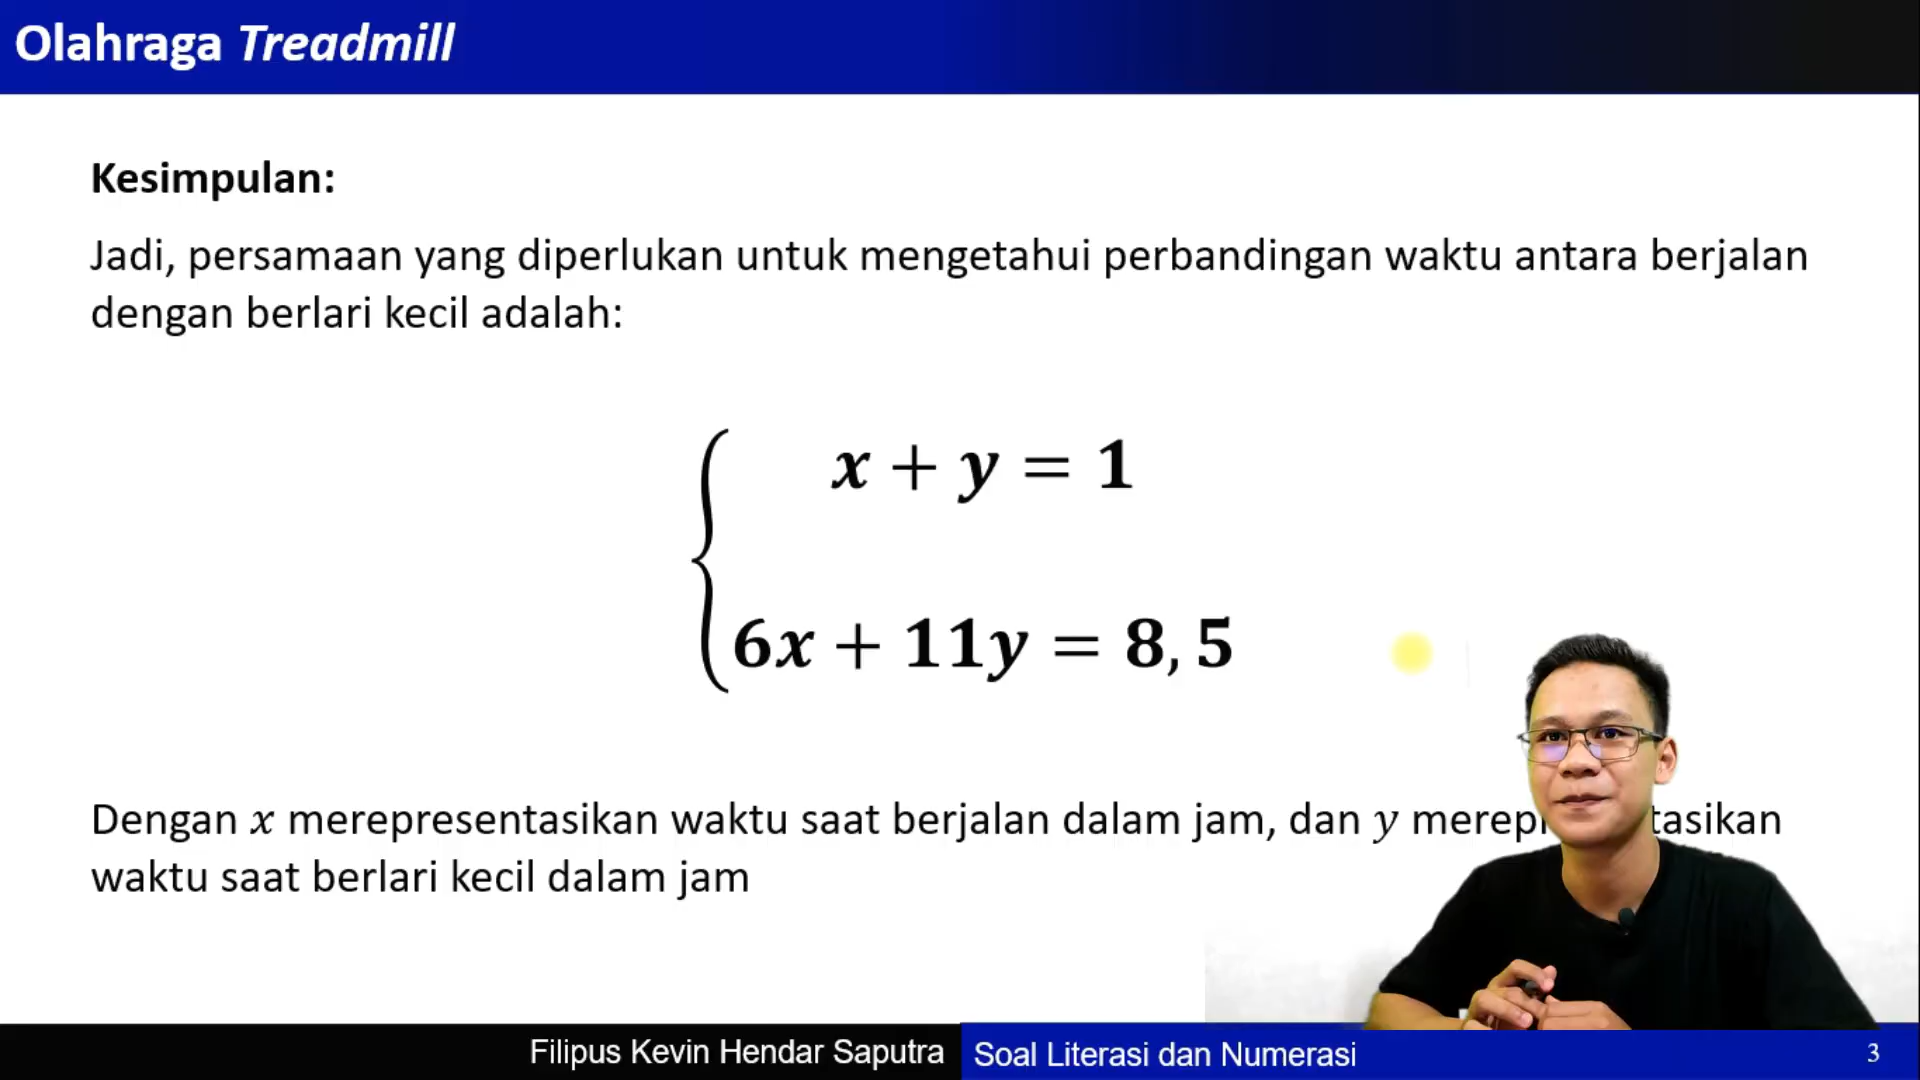 Olahraga Treadmill
Kesimpulan:
Jadi, persamaan yang diperlukan untuk mengetahui perbandingan waktu antara berjalan
dengan berlari kecil adalah:
x + y = 1
6x + 11y = 8, 5
Dengan x merepresentasikan waktu saat berjalan dalam jam, dan y
waktu saat berlari kecil dalam jam
Filipus Kevin Hendar Saputra
Soal Literasi dan Numerasi
3